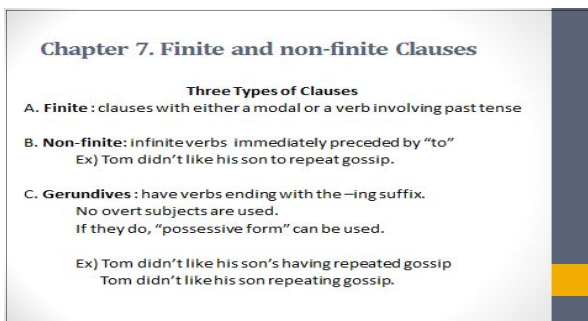 Chapter 7. Finite and non-finite Clauses
Three Types of Clauses
A. Finite : clauses with either a modal or a verb involving past tense
B. Non-finite: infinite verbs immediately preceded by “to”
Ex) Tom didn’t like his son to repeat gossip.
C. Gerundives : have verbs ending with the –ing suffix.
No overt subjects are used.
If they do, “possessive form” can be used.
Ex) Tom didn’t like his son’s having repeated gossip
Tom didn’t like his son repeating gossip.